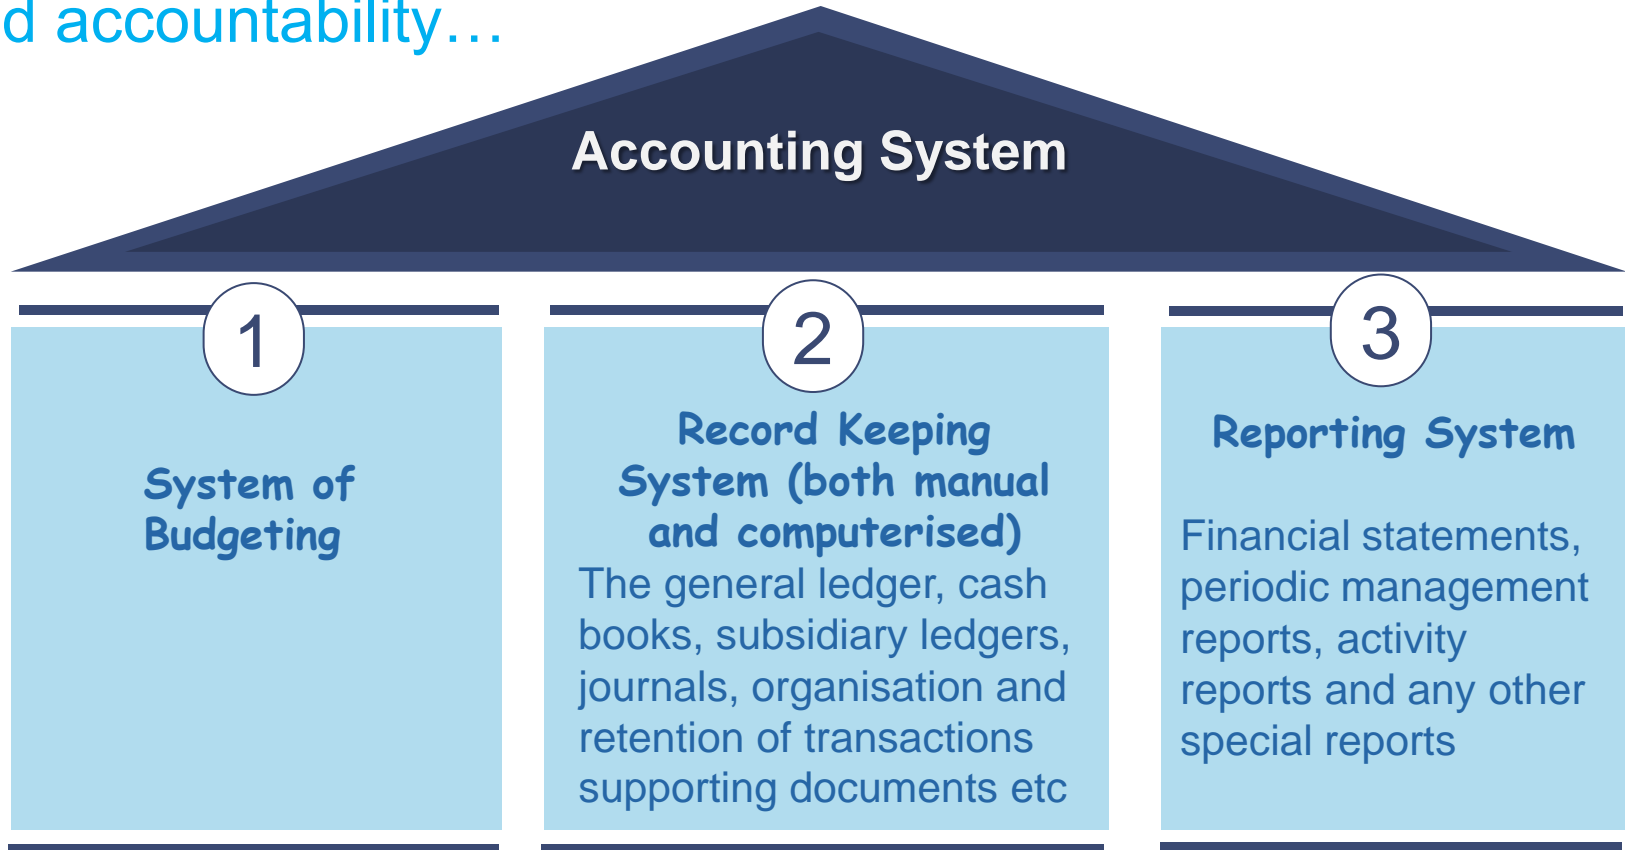 d accountability…
Accounting System
1
System of
Budgeting
2
Record Keeping
System (both manual
and computerised)
The general ledger, cash
books, subsidiary ledgers,
journals, organisation and
retention of transactions
supporting documents etc
3
Reporting System
Financial statements,
periodic management
reports, activity
reports and any other
special reports